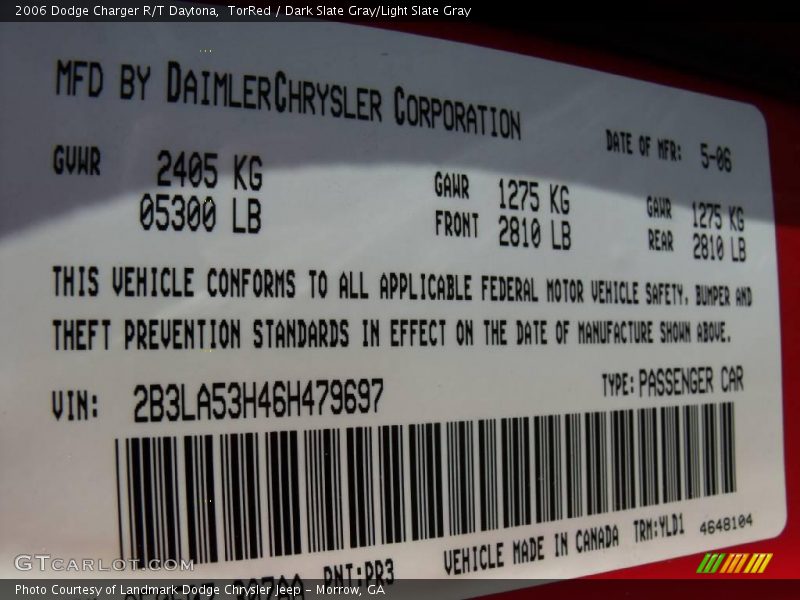 2006 Dodge Charger R/T Daytona, TorRed / Dark Slate Gray/Light Slate Gray
MFD BY DAIMLERCHRYSLER CORPORATION
DATE OF MFR: 5-06
GVWR 2405 KG
05300 LB
GAWR 1275 KG
FRONT 2810 LB
GAWR 1275 KG
REAR 2810 LB
THIS VEHICLE CONFORMS TO ALL APPLICABLE FEDERAL MOTOR VEHICLE SAFETY, BUMPER AND
THEFT PREVENTION STANDARDS IN EFFECT ON THE DATE OF MANUFACTURE SHOWN ABOVE.
VIN: 2B3LA53H46H479697
TYPE: PASSENGER CAR
PNT:PR3
VEHICLE MADE IN CANADA TRM:YLD1 4648104
GTCARLOT.COM
Photo Courtesy of Landmark Dodge Chrysler Jeep - Morrow, GA